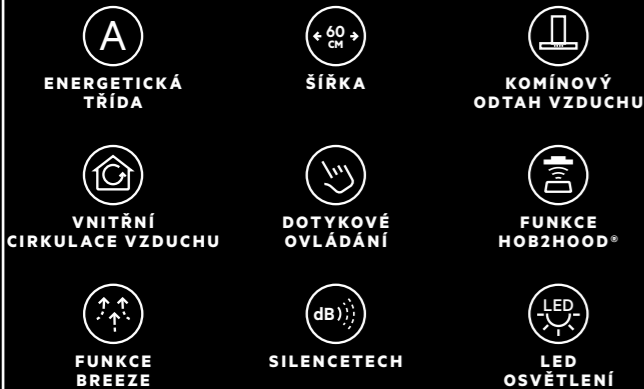 A
ENERGETICKÁ
TŘÍDA
60
CM
ŠÍŘKA
KOMÍNOVÝ
ODTAH VZDUCHU
VNITŘNÍ
CIRKULACE VZDUCHU
DOTYKOVÉ
OVLÁDÁNÍ
FUNKCE
HOB2HOOD®
FUNKCE
BREEZE
dB
SILENCETECH
LED
LED
OSVĚTLENÍ